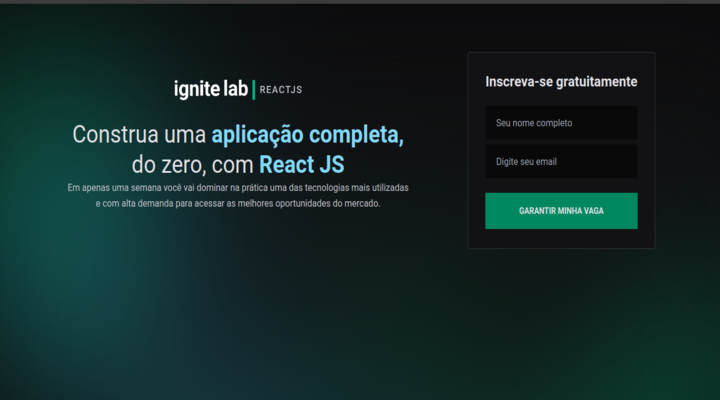 ignite lab | REACTJS
Construa uma aplicação completa,
do zero, com React JS
Em apenas uma semana você vai dominar na prática uma das tecnologias mais utilizadas
e com alta demanda para acessar as melhores oportunidades do mercado.
Inscreva-se gratuitamente
Seu nome completo
Digite seu email
GARANTIR MINHA VAGA